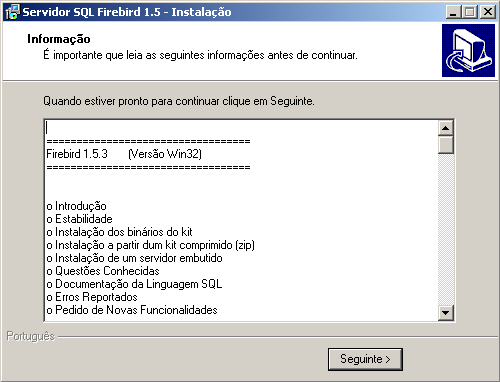 Servidor SQL Firebird 1.5 - Instalação
Informação
É importante que leia as seguintes informações antes de continuar.
Quando estiver pronto para continuar clique em Seguinte.
==================================
Firebird 1.5.3 (Versão Win32)
==================================
o Introdução
o Estabilidade
o Instalação dos binários do kit
o Instalação a partir dum kit comprimido (zip)
o Instalação de um servidor embutido
o Questões Conhecidas
o Documentação da Linguagem SQL
o Erros Reportados
o Pedido de Novas Funcionalidades
Português
Seguinte >